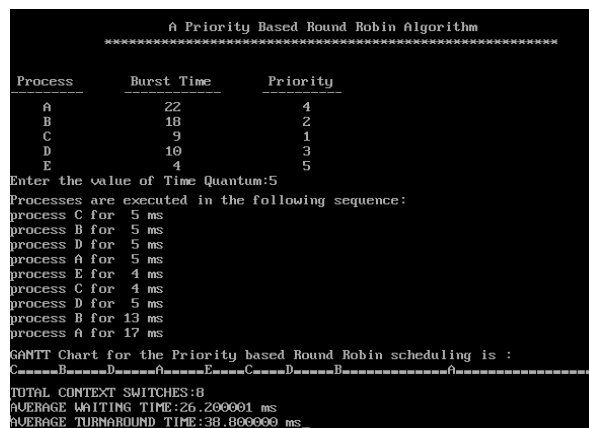 A Priority Based Round Robin Algorithm
********************************************************
Process Burst Time Priority
--------- ------------ ----------
A 22 4
B 18 2
C 9 1
D 10 3
E 4 5
Enter the value of Time Quantum:5
Processes are executed in the following sequence:
process C for 5 ms
process B for 5 ms
process D for 5 ms
process A for 5 ms
process E for 4 ms
process C for 4 ms
process D for 5 ms
process B for 13 ms
process A for 17 ms
GANTT Chart for the Priority based Round Robin scheduling is :
C-----B-----D-----A-----E----C----D-----B-------------A-----------------
TOTAL CONTEXT SWITCHES:8
AVERAGE WAITING TIME:26.200001 ms
AVERAGE TURNAROUND TIME:38.800000 ms_